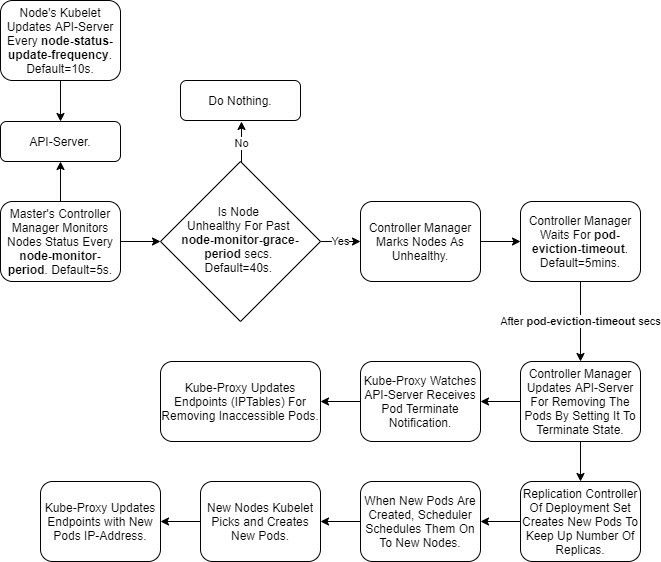 Node's Kubelet
Updates API-Server
Every node-status-
update-frequency.
Default=10s.
API-Server.
Master's Controller
Manager Monitors
Nodes Status Every
node-monitor-
period. Default=5s.
Do Nothing.
No
Is Node
Unhealthy For Past
node-monitor-grace-
period secs.
Default=40s.
Yes
Controller Manager
Marks Nodes As
Unhealthy.
Controller Manager
Waits For pod-
eviction-timeout.
Default=5mins.
After pod-eviction-timeout secs
Controller Manager
Updates API-Server
For Removing The
Pods By Setting It To
Terminate State.
Kube-Proxy Watches
API-Server Receives
Pod Terminate
Notification.
Kube-Proxy Updates
Endpoints (IPTables) For
Removing Inaccessible Pods.
Replication Controller
Of Deployment Set
Creates New Pods To
Keep Up Number Of
Replicas.
When New Pods Are
Created, Scheduler
Schedules Them On
To New Nodes.
New Nodes Kubelet
Picks and Creates
New Pods.
Kube-Proxy Updates
Endpoints with New
Pods IP-Address.